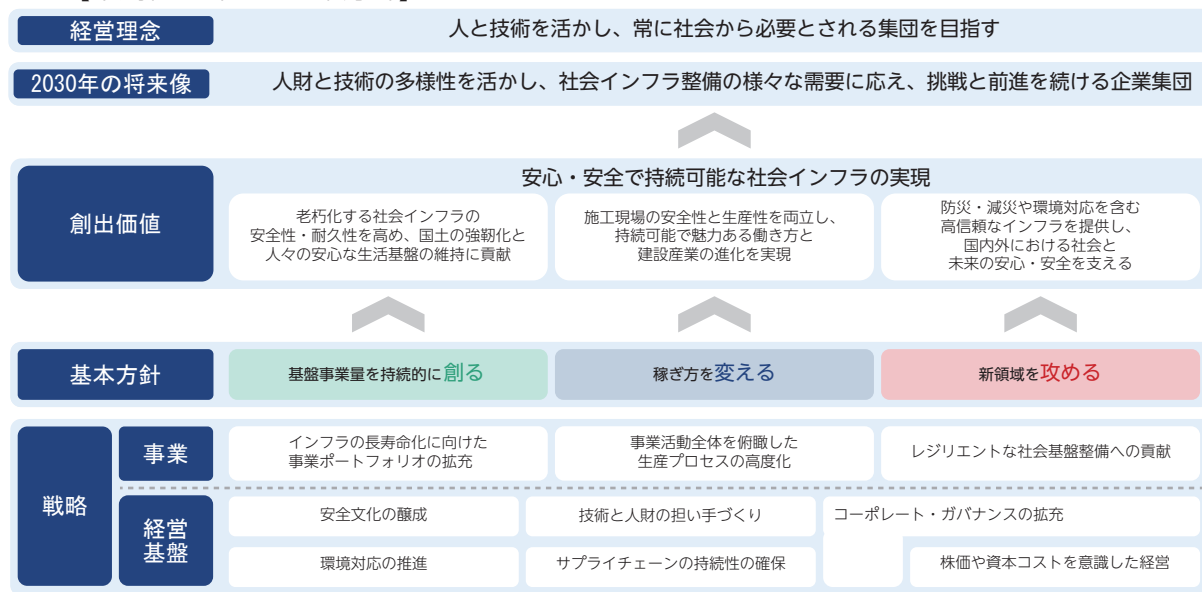 経営理念
人と技術を活かし、常に社会から必要とされる集団を目指す
2030年の将来像
人財と技術の多様性を活かし、社会インフラ整備の様々な需要に応え、挑戦と前進を続ける企業集団
創出価値
安心・安全で持続可能な社会インフラの実現
老朽化する社会インフラの
安全性・耐久性を高め、国土の強靭化と
人々の安心な生活基盤の維持に貢献
施工現場の安全性と生産性を両立し、
持続可能で魅力ある働き方と
建設産業の進化を実現
防災・減災や環境対応を含む
高信頼なインフラを提供し、
国内外における社会と
未来の安心・安全を支える
基本方針
基盤事業量を持続的に創る
稼ぎ方を変える
新領域を攻める
戦略
事業
インフラの長寿命化に向けた
事業ポートフォリオの拡充
事業活動全体を俯瞰した
生産プロセスの高度化
レジリエントな社会基盤整備への貢献
経営
基盤
安全文化の醸成
技術と人財の担い手づくり
コーポレート・ガバナンスの拡充
環境対応の推進
サプライチェーンの持続性の確保
株価や資本コストを意識した経営